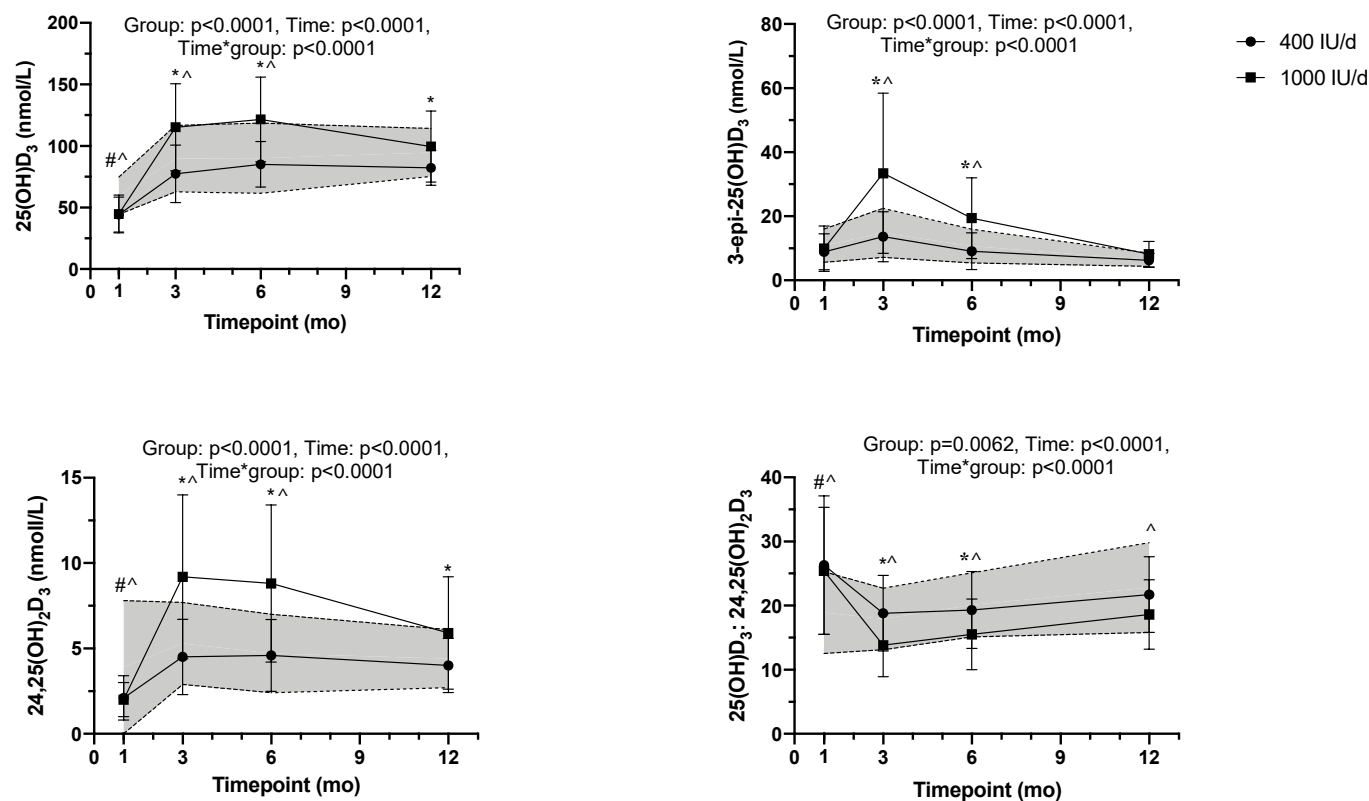 Group: p<0.0001, Time: p<0.0001,
Time*group: p<0.0001
25(OH)D3 (nmol/L)
200
150
100
50
0
#^
*^
*^
*
0 1 3 6 9 12
Timepoint (mo)
Group: p<0.0001, Time: p<0.0001,
Time*group: p<0.0001
3-epi-25(OH)D3 (nmol/L)
80
60
40
20
0
*^
*^
0 1 3 6 9 12
Timepoint (mo)
400 IU/d
1000 IU/d
Group: p<0.0001, Time: p<0.0001,
Time*group: p<0.0001
24,25(OH)2D3 (nmoll/L)
15
10
5
0
#^
*^
*^
*
0 1 3 6 9 12
Timepoint (mo)
Group: p=0.0062, Time: p<0.0001,
Time*group: p<0.0001
25(OH)D3: 24,25(OH)2D3
40
30
20
10
0
#^
*^
*^
^
0 1 3 6 9 12
Timepoint (mo)